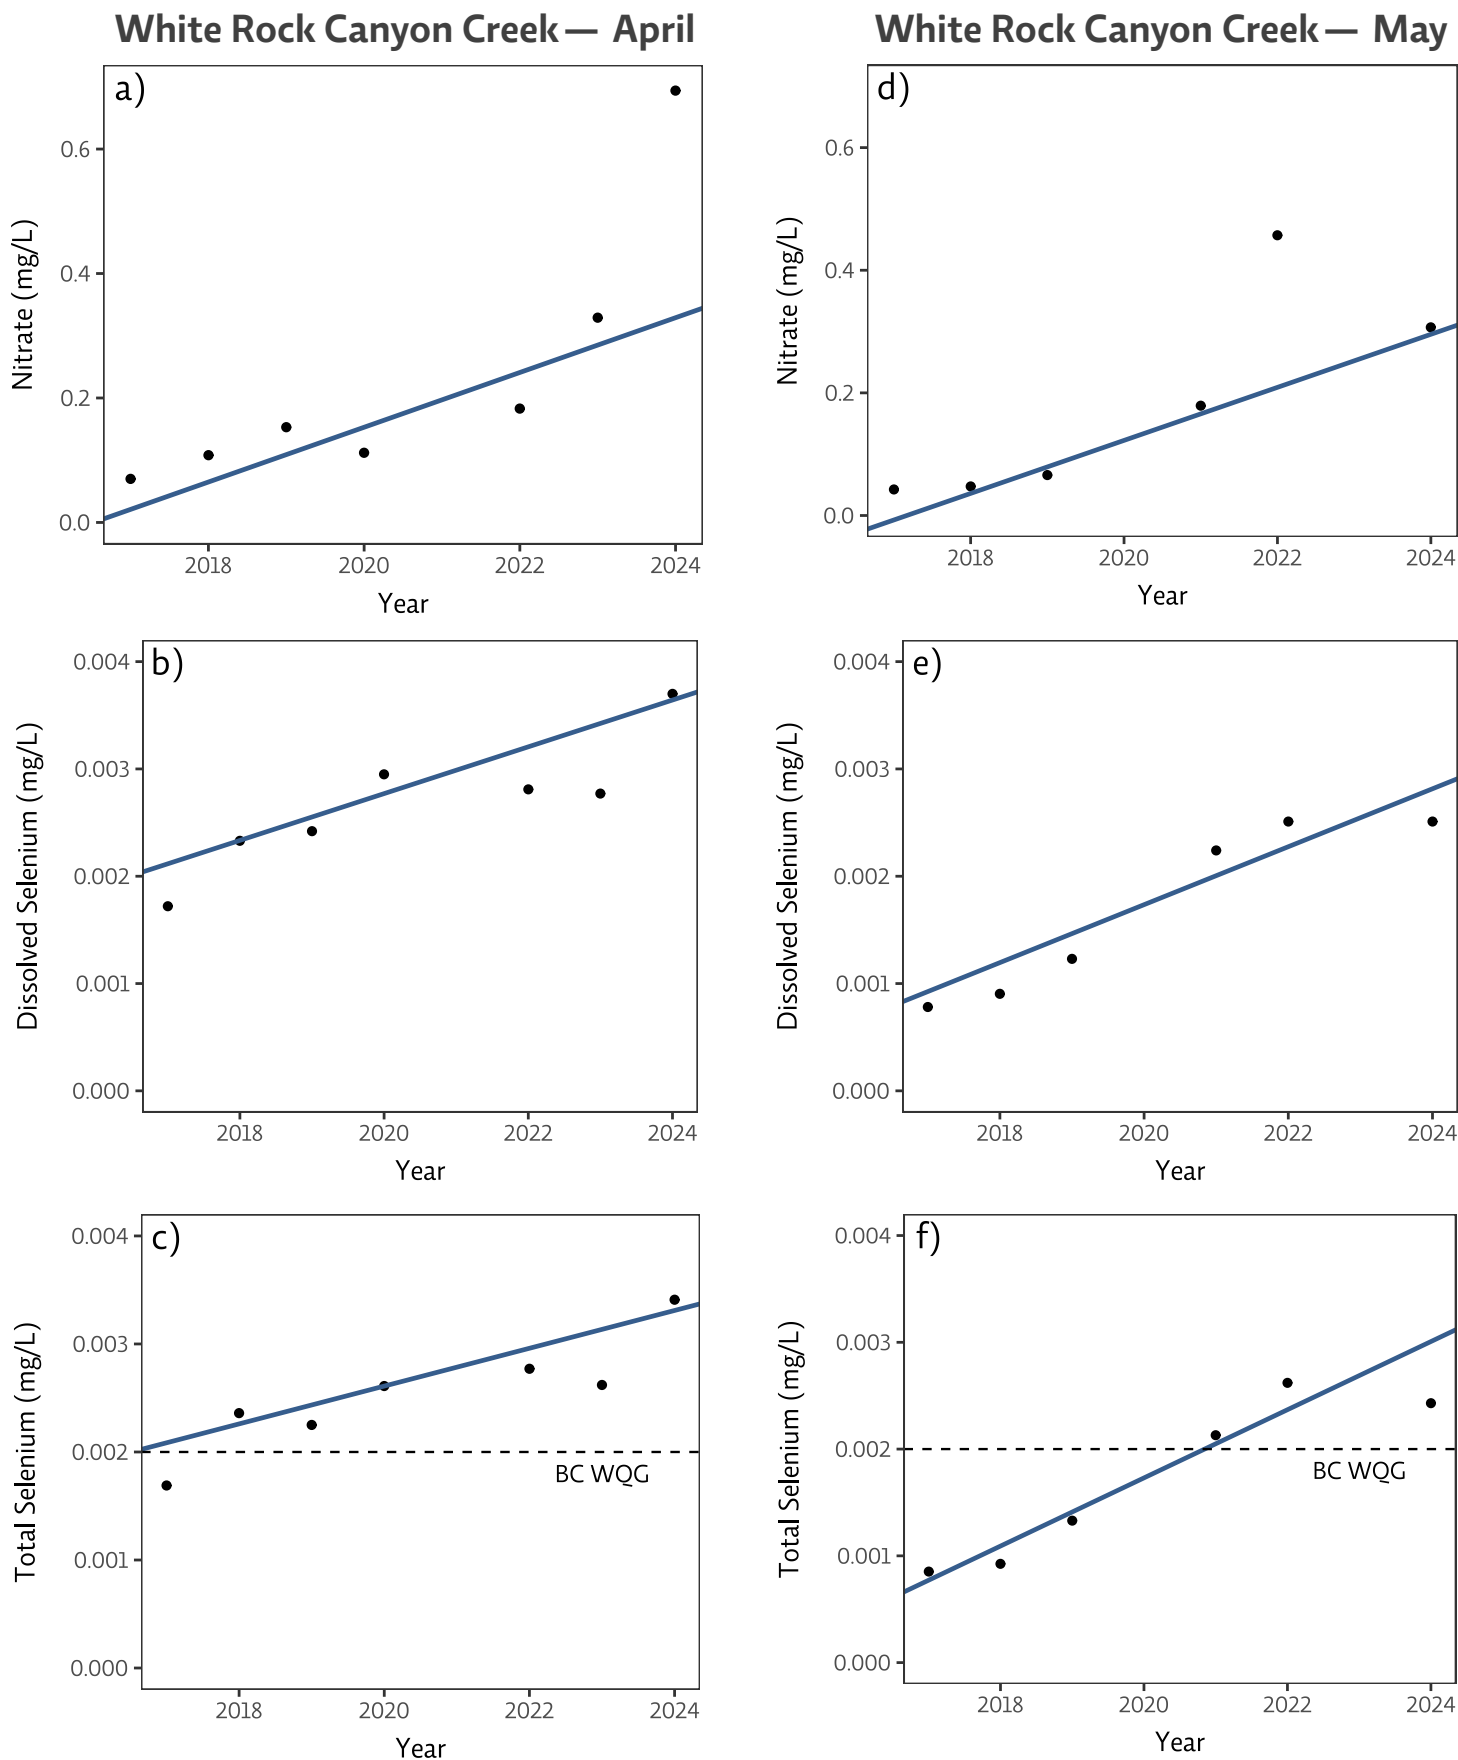 White Rock Canyon Creek — April
White Rock Canyon Creek — May
a)
0.6
0.4
0.2
0.0
Nitrate (mg/L)
2018 2020 2022 2024
Year
d)
0.6
0.4
0.2
0.0
Nitrate (mg/L)
2018 2020 2022 2024
Year
b)
0.004
0.003
0.002
0.001
0.000
Dissolved Selenium (mg/L)
2018 2020 2022 2024
Year
e)
0.004
0.003
0.002
0.001
0.000
Dissolved Selenium (mg/L)
2018 2020 2022 2024
Year
c)
0.004
0.003
0.002
0.001
0.000
Total Selenium (mg/L)
BC WQG
2018 2020 2022 2024
Year
f)
0.004
0.003
0.002
0.001
0.000
Total Selenium (mg/L)
BC WQG
2018 2020 2022 2024
Year